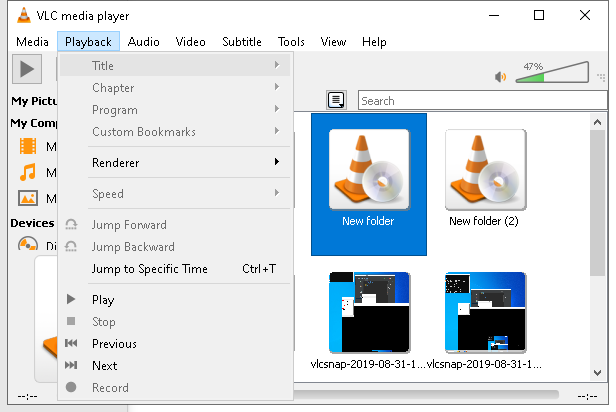 VLC media player
Media Playback Audio Video Subtitle Tools View Help
47%
Title
Chapter
Program
Custom Bookmarks
Renderer
Speed
Jump Forward
Jump Backward
Jump to Specific Time Ctrl+T
Play
Stop
Previous
Next
Record
My Pictu
My Comp
M
M
M
Devices
Di
Search
New folder
New folder (2)
vlcsnap-2019-08-31-1...
vlcsnap-2019-08-31-1...
--:--
--:--